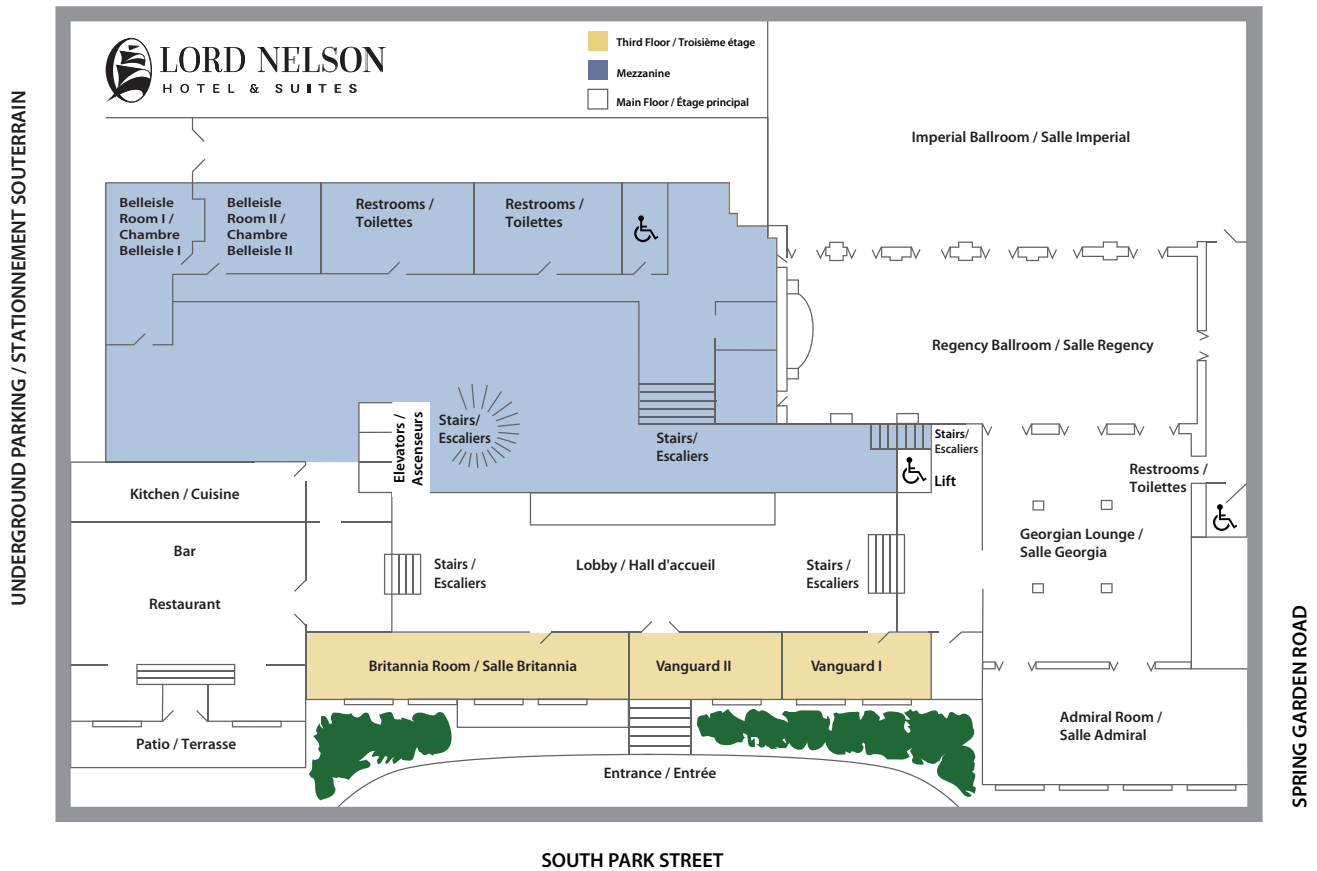 LORD NELSON
HOTEL & SUITES
Third Floor / Troisième étage
Mezzanine
Main Floor / Étage principal
UNDERGROUND PARKING / STATIONNEMENT SOUTERRAIN
Imperial Ballroom / Salle Imperial
Belleisle
Room I /
Chambre
Belleisle I
Belleisle
Room II /
Chambre
Belleisle II
Restrooms /
Toilettes
Restrooms /
Toilettes
Regency Ballroom / Salle Regency
Elevators /
Ascenseurs
Stairs/
Escaliers
Stairs/
Escaliers
Stairs/
Escaliers
Lift
Restrooms /
Toilettes
Kitchen / Cuisine
Bar
Restaurant
Stairs /
Escaliers
Lobby / Hall d'accueil
Stairs /
Escaliers
Georgian Lounge /
Salle Georgia
Britannia Room / Salle Britannia
Vanguard II
Vanguard I
Patio / Terrasse
Entrance / Entrée
Admiral Room /
Salle Admiral
SPRING GARDEN ROAD
SOUTH PARK STREET